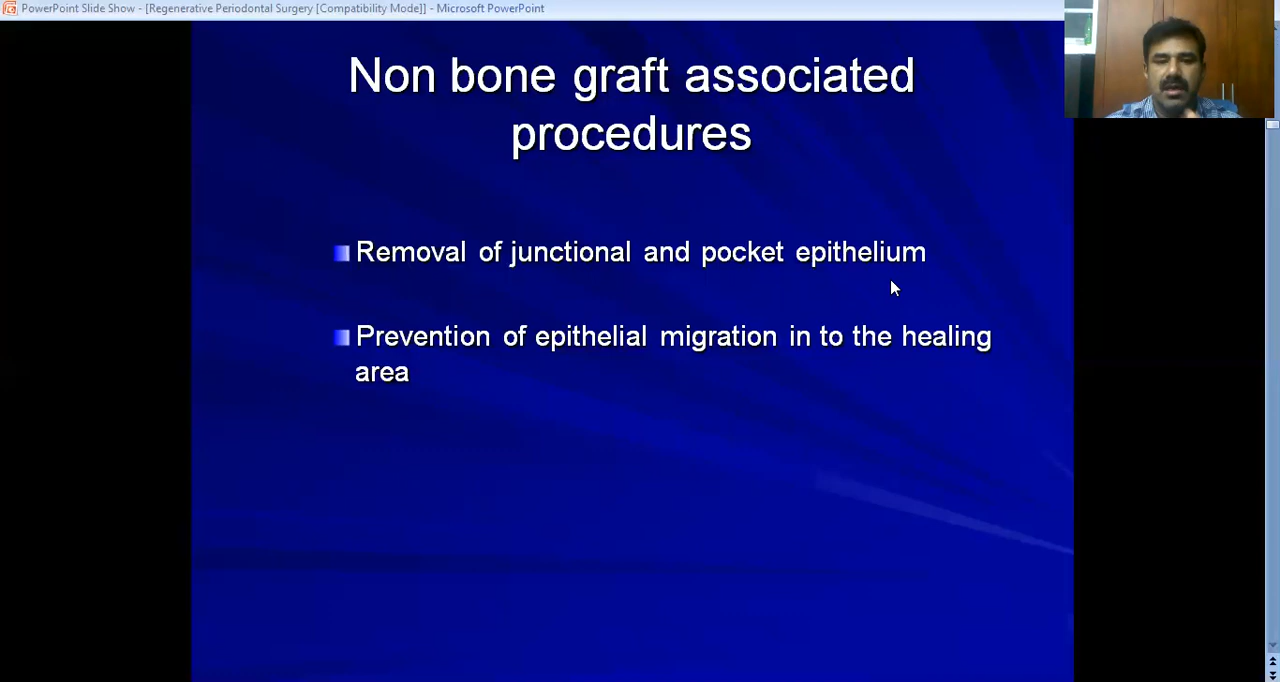 PowerPoint Slide Show - [Regenerative Periodontal Surgery [Compatibility Mode]] - Microsoft PowerPoint
Non bone graft associated
procedures
Removal of junctional and pocket epithelium
Prevention of epithelial migration in to the healing
area